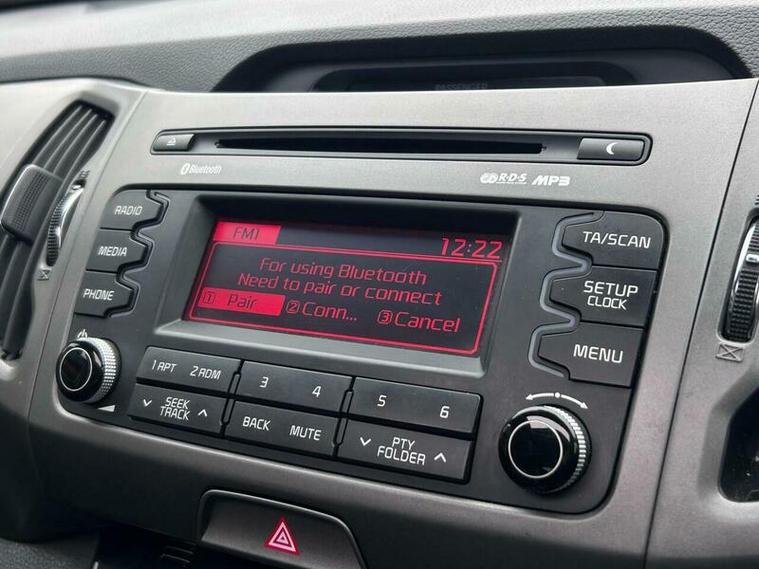 PASSENGER
Bluetooth
R·D·S MP3
RADIO
MEDIA
PHONE
FM1
12:22
For using Bluetooth
Need to pair or connect
1 Pair 2 Conn... 3 Cancel
TA/SCAN
SETUP
CLOCK
MENU
1 APT 2 RDM
3 4
5 6
SEEK
TRACK
BACK MUTE
PTY
FOLDER